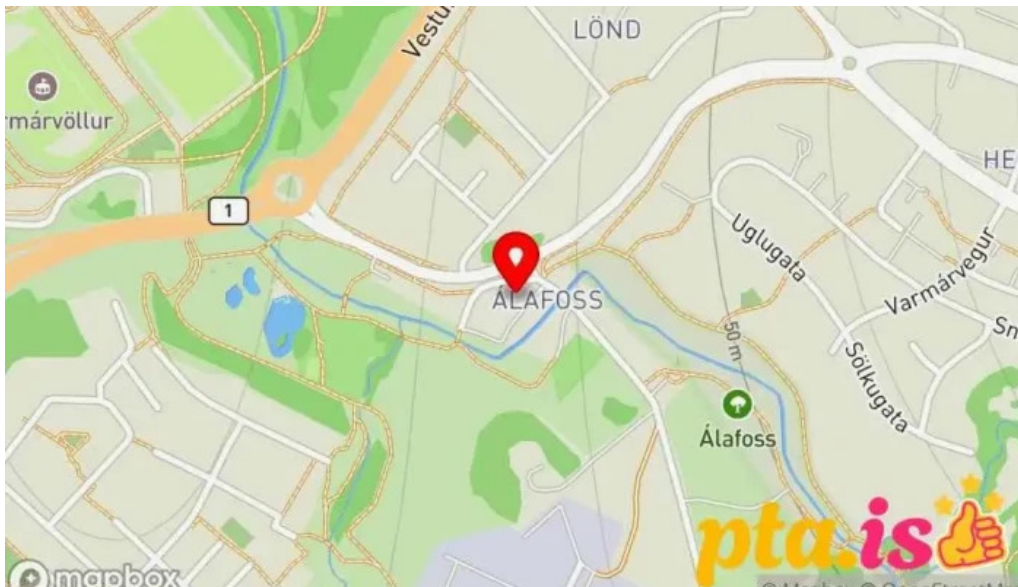 Vestu
LÖND
rmárvöllur
HE
1
Uglugata
Varmárvegur
ÁLAFOSS
50 m
Sn
Sölkugata
Álafoss
pta.is
mapbox